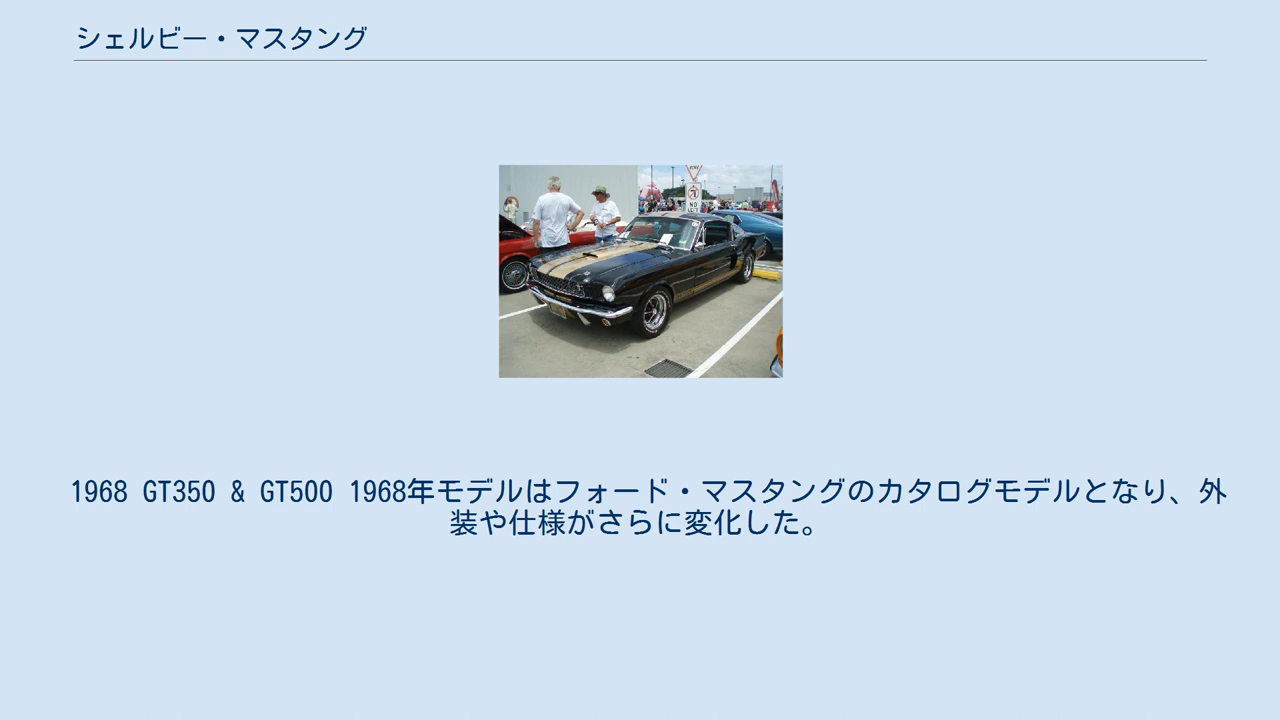 シェルビー・マスタング
NO
1968 GT350 & GT500 1968年モデルはフォード・マスタングのカタログモデルとなり、外
装や仕様がさらに変化した。